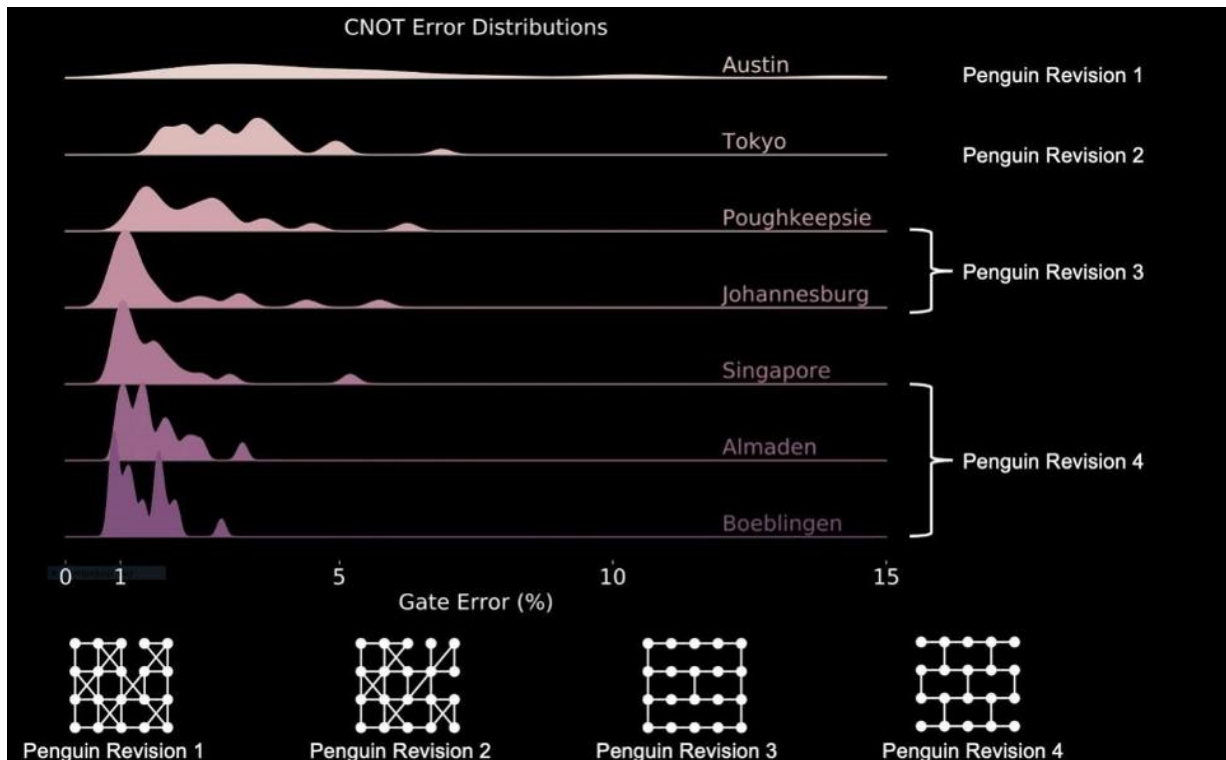 CNOT Error Distributions
Austin
Penguin Revision 1
Tokyo
Penguin Revision 2
Poughkeepsie
Penguin Revision 3
Johannesburg
Singapore
Almaden
Penguin Revision 4
Boeblingen
0 1 5 10 15
Gate Error (%)
Penguin Revision 1 Penguin Revision 2 Penguin Revision 3 Penguin Revision 4